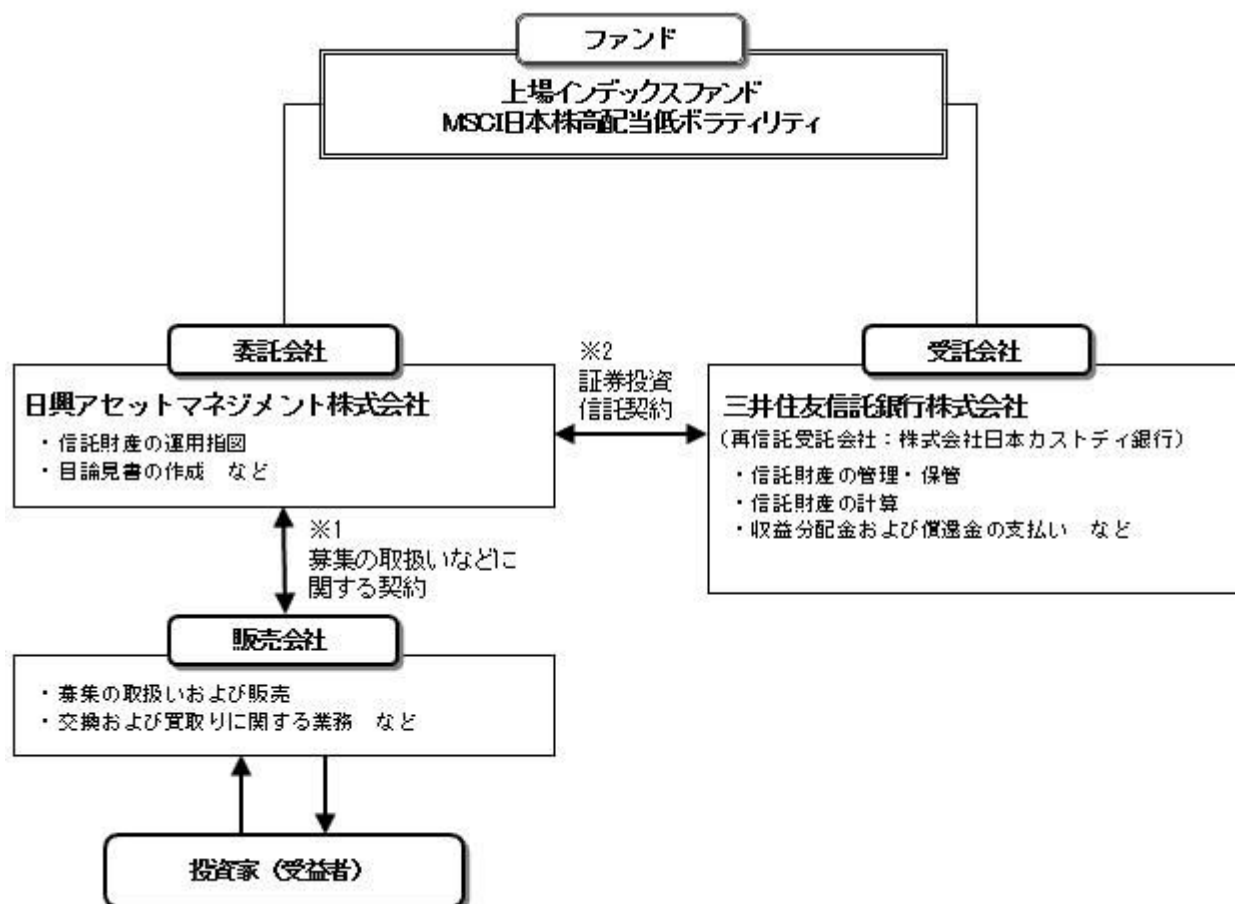 ファンド
上場インデックスファンド
MSCI日本株高配当低ボラティリティ
委託会社
日興アセットマネジメント株式会社
・信託財産の運用指図
・目論見書の作成　など
※2
証券投資
信託契約
受託会社
三井住友信託銀行株式会社
（再信託受託会社：株式会社日本カストディ銀行）
・信託財産の管理・保管
・信託財産の計算
・収益分配金および償還金の支払い　など
※1
募集の取扱いなどに
関する契約
販売会社
・募集の取扱いおよび販売
・交換および買取りに関する業務　など
投資家（受益者）